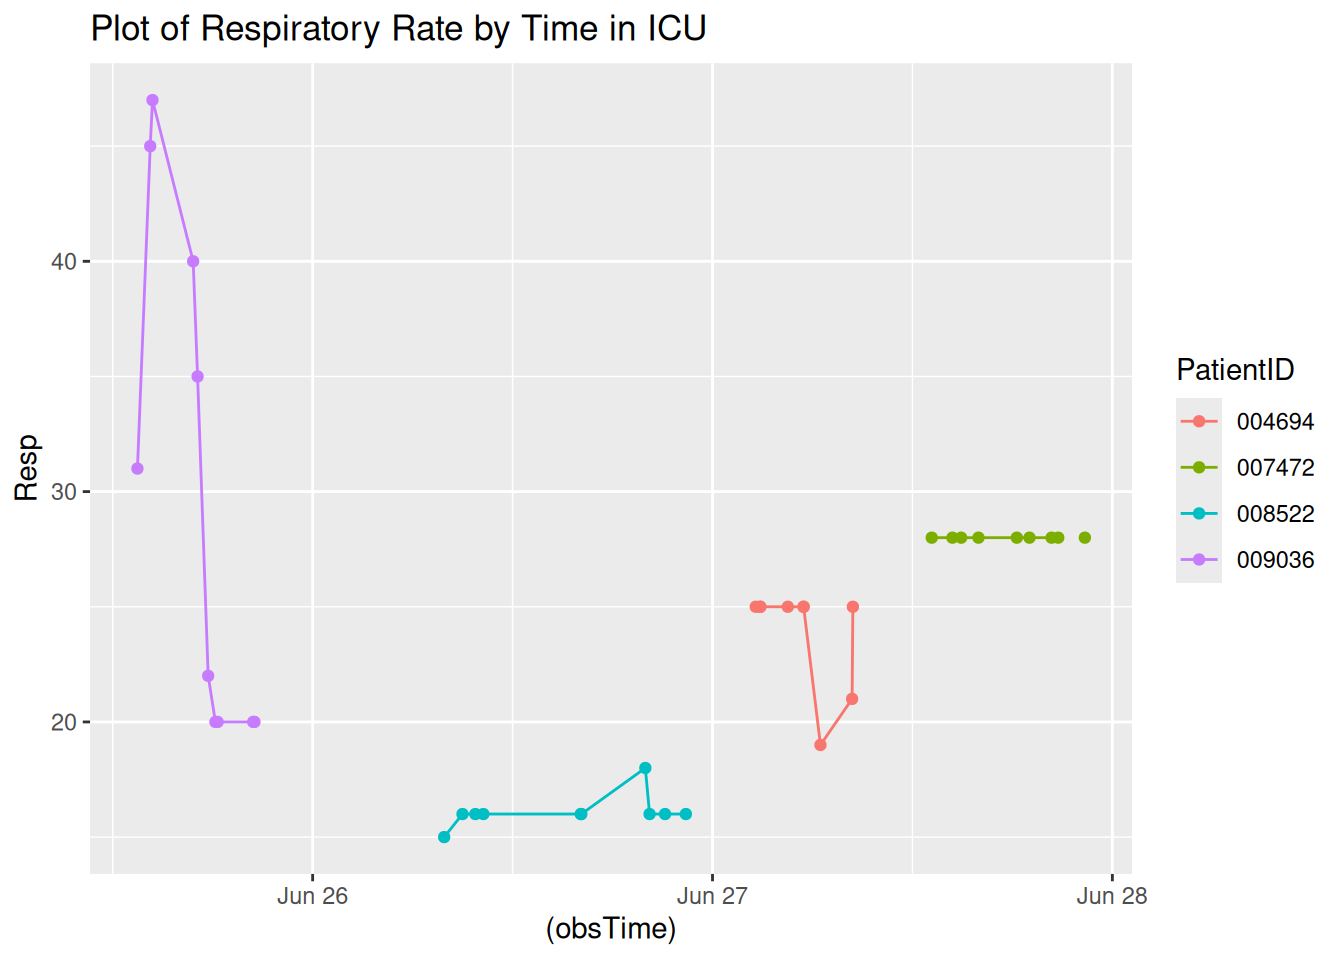 Plot of Respiratory Rate by Time in ICU
Resp
40
30
20
Jun 26
Jun 27
Jun 28
(obsTime)
PatientID
004694
007472
008522
009036